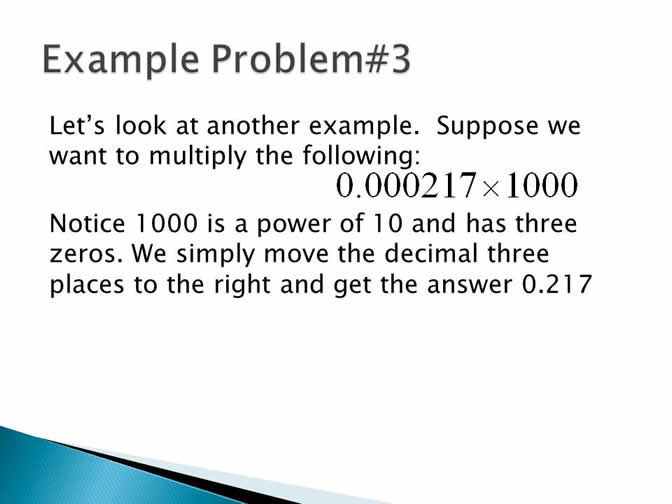 Example Problem#3
Let's look at another example.  Suppose we
want to multiply the following:
0.000217×1000
Notice 1000 is a power of 10 and has three
zeros. We simply move the decimal three
places to the right and get the answer 0.217